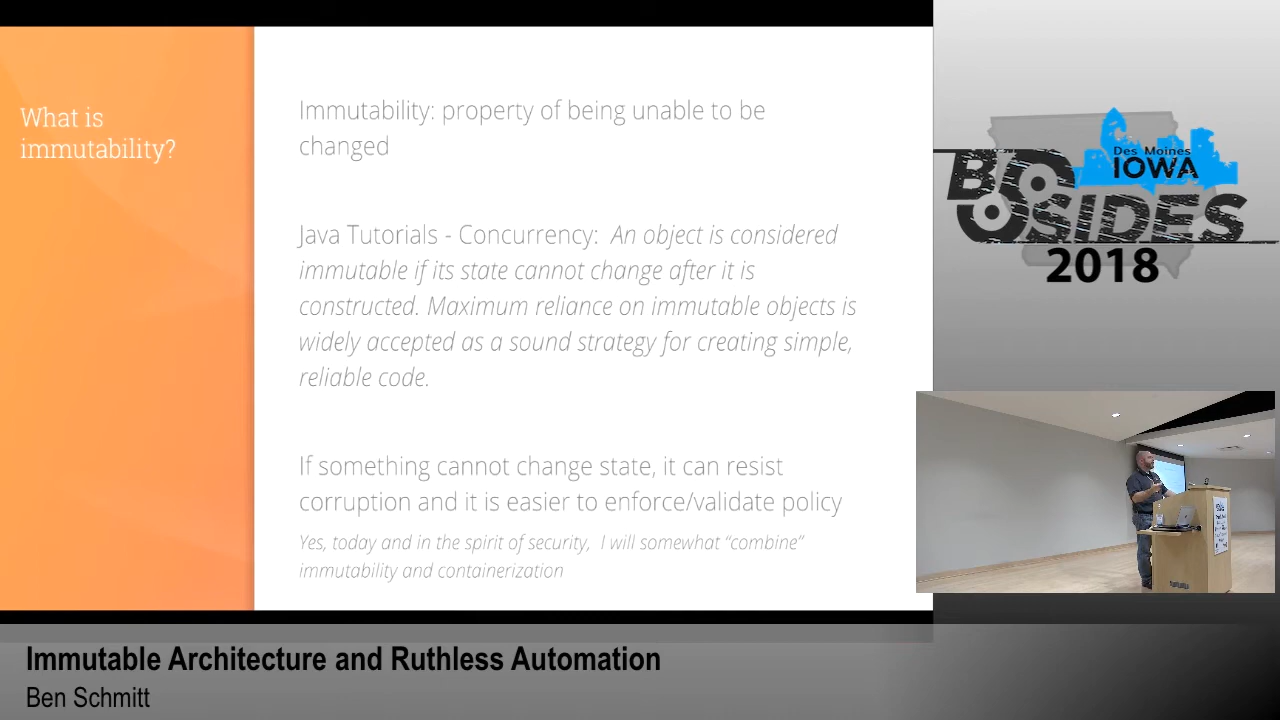 What is
immutability?
Immutability: property of being unable to be
changed
Java Tutorials - Concurrency: An object is considered
immutable if its state cannot change after it is
constructed. Maximum reliance on immutable objects is
widely accepted as a sound strategy for creating simple,
reliable code.
If something cannot change state, it can resist
corruption and it is easier to enforce/validate policy
Yes, today and in the spirit of security, I will somewhat “combine”
immutability and containerization
Des Moines
IOWA
BSIDES
2018
Immutable Architecture and Ruthless Automation
Ben Schmitt